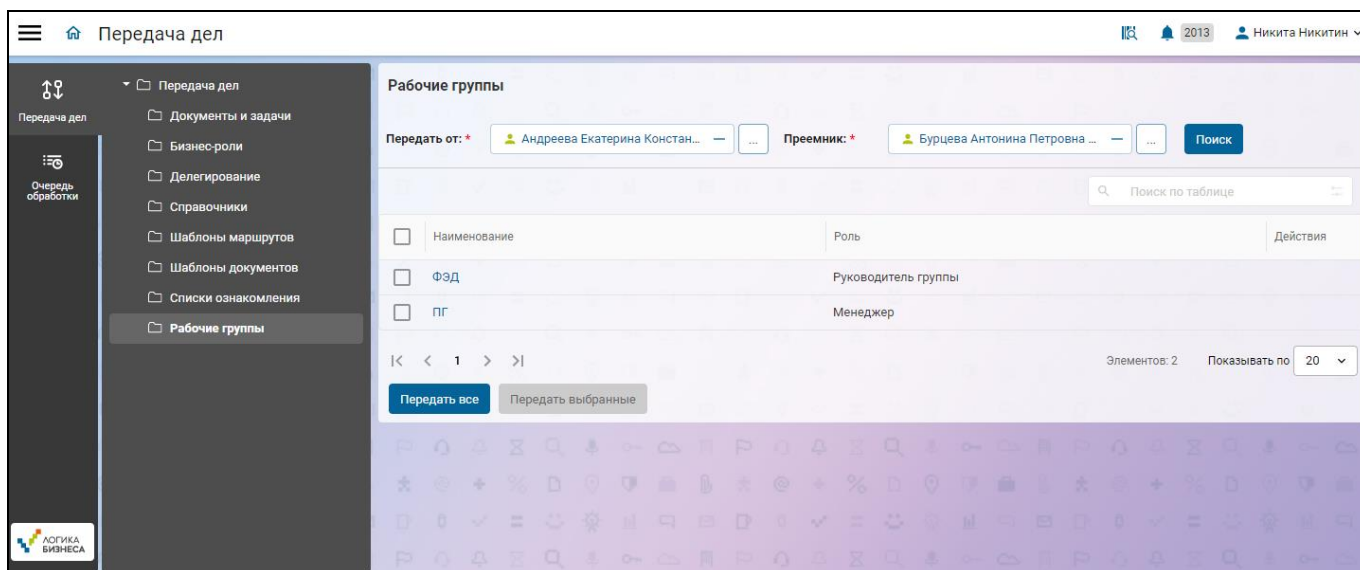 Передача дел
2013
Никита Никитин
Передача дел
Очередь
обработки
Передача дел
Документы и задачи
Бизнес-роли
Делегирование
Справочники
Шаблоны маршрутов
Шаблоны документов
Списки ознакомления
Рабочие группы
ЛОГИКА
БИЗНЕСА
Рабочие группы
Передать от: * Андреева Екатерина Констан... — ... Преемник: * Бурцева Антонина Петровна ... — ... Поиск
Поиск по таблице
Наименование Роль Действия
ФЭД Руководитель группы
ПГ Менеджер
1 Элементов: 2 Показывать по 20
Передать все Передать выбранные